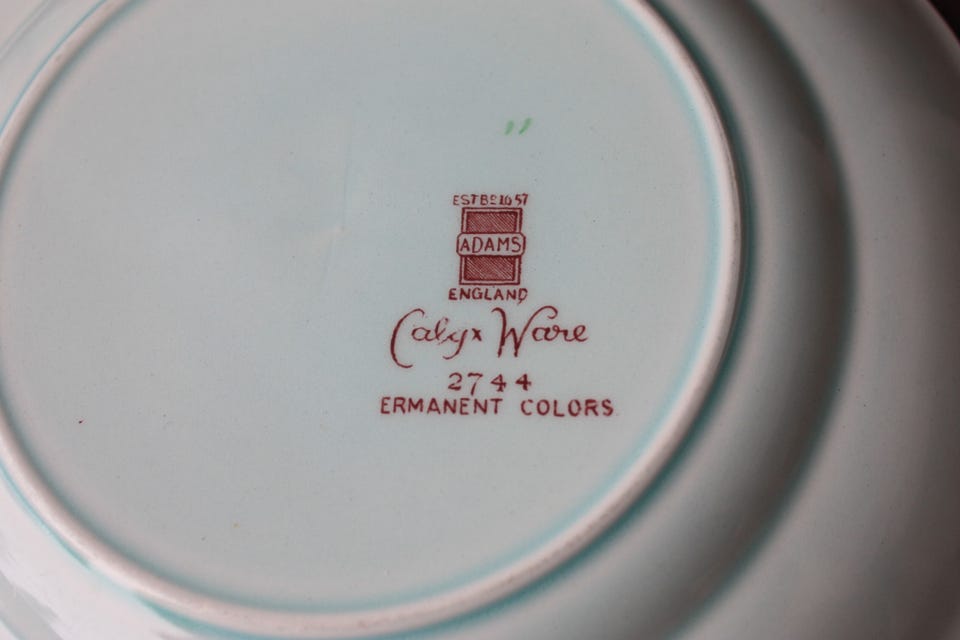 ESTBD 1657
ADAMS
ENGLAND
Calyx Ware
2744
ERMANENT COLORS